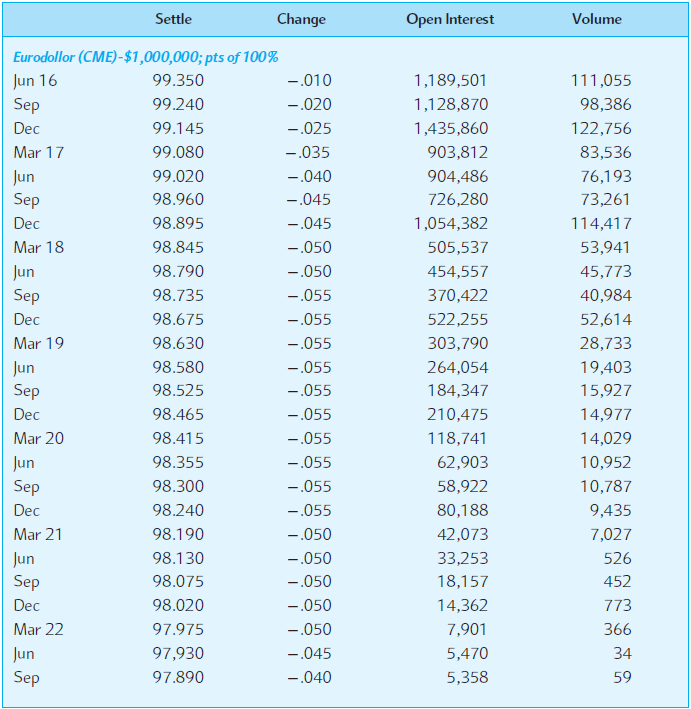 Settle Change Open Interest Volume
Eurodollor (CME)-$1,000,000; pts of 100%
Jun 16 99.350 –.010 1,189,501 111,055
Sep 99.240 –.020 1,128,870 98,386
Dec 99.145 –.025 1,435,860 122,756
Mar 17 99.080 –.035 903,812 83,536
Jun 99.020 –.040 904,486 76,193
Sep 98.960 –.045 726,280 73,261
Dec 98.895 –.045 1,054,382 114,417
Mar 18 98.845 –.050 505,537 53,941
Jun 98.790 –.050 454,557 45,773
Sep 98.735 –.055 370,422 40,984
Dec 98.675 –.055 522,255 52,614
Mar 19 98.630 –.055 303,790 28,733
Jun 98.580 –.055 264,054 19,403
Sep 98.525 –.055 184,347 15,927
Dec 98.465 –.055 210,475 14,977
Mar 20 98.415 –.055 118,741 14,029
Jun 98.355 –.055 62,903 10,952
Sep 98.300 –.055 58,922 10,787
Dec 98.240 –.055 80,188 9,435
Mar 21 98.190 –.050 42,073 7,027
Jun 98.130 –.050 33,253 526
Sep 98.075 –.050 18,157 452
Dec 98.020 –.050 14,362 773
Mar 22 97.975 –.050 7,901 366
Jun 97,930 –.045 5,470 34
Sep 97.890 –.040 5,358 59